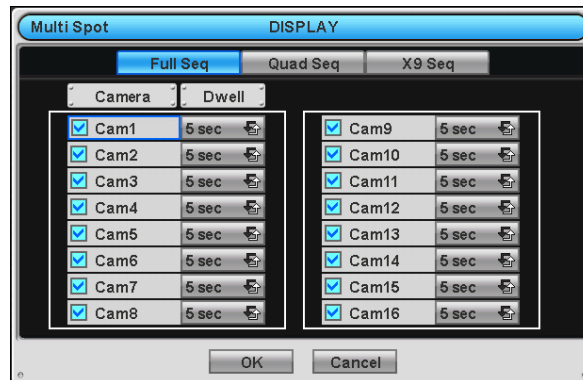 Multi Spot DISPLAY
Full Seq Quad Seq X9 Seq
Camera Dwell
Cam1 5 sec Cam9 5 sec
Cam2 5 sec Cam10 5 sec
Cam3 5 sec Cam11 5 sec
Cam4 5 sec Cam12 5 sec
Cam5 5 sec Cam13 5 sec
Cam6 5 sec Cam14 5 sec
Cam7 5 sec Cam15 5 sec
Cam8 5 sec Cam16 5 sec
OK Cancel